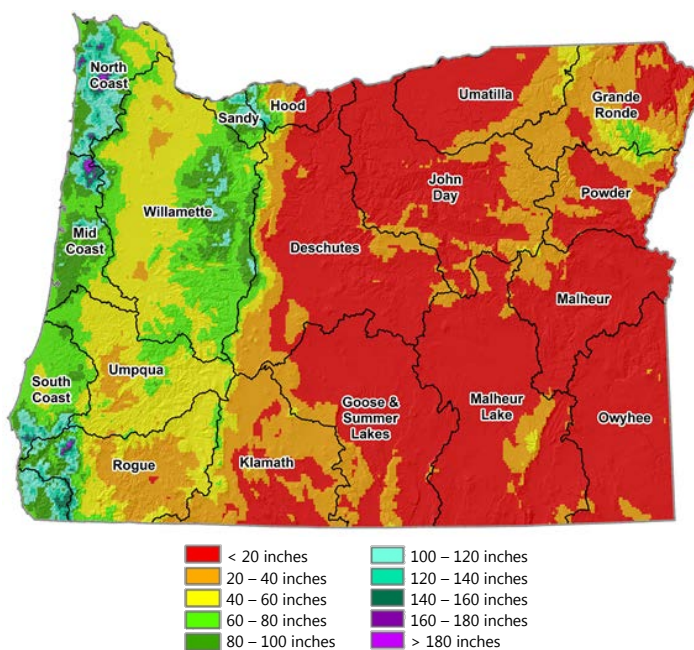 North
Coast
Sandy
Hood
Umatilla
Grande
Ronde
John
Day
Powder
Willamette
Mid
Coast
Deschutes
Malheur
Umpqua
South
Coast
Goose &
Summer
Lakes
Malheur
Lake
Owyhee
Rogue
Klamath
< 20 inches
20 – 40 inches
40 – 60 inches
60 – 80 inches
80 – 100 inches
100 – 120 inches
120 – 140 inches
140 – 160 inches
160 – 180 inches
> 180 inches